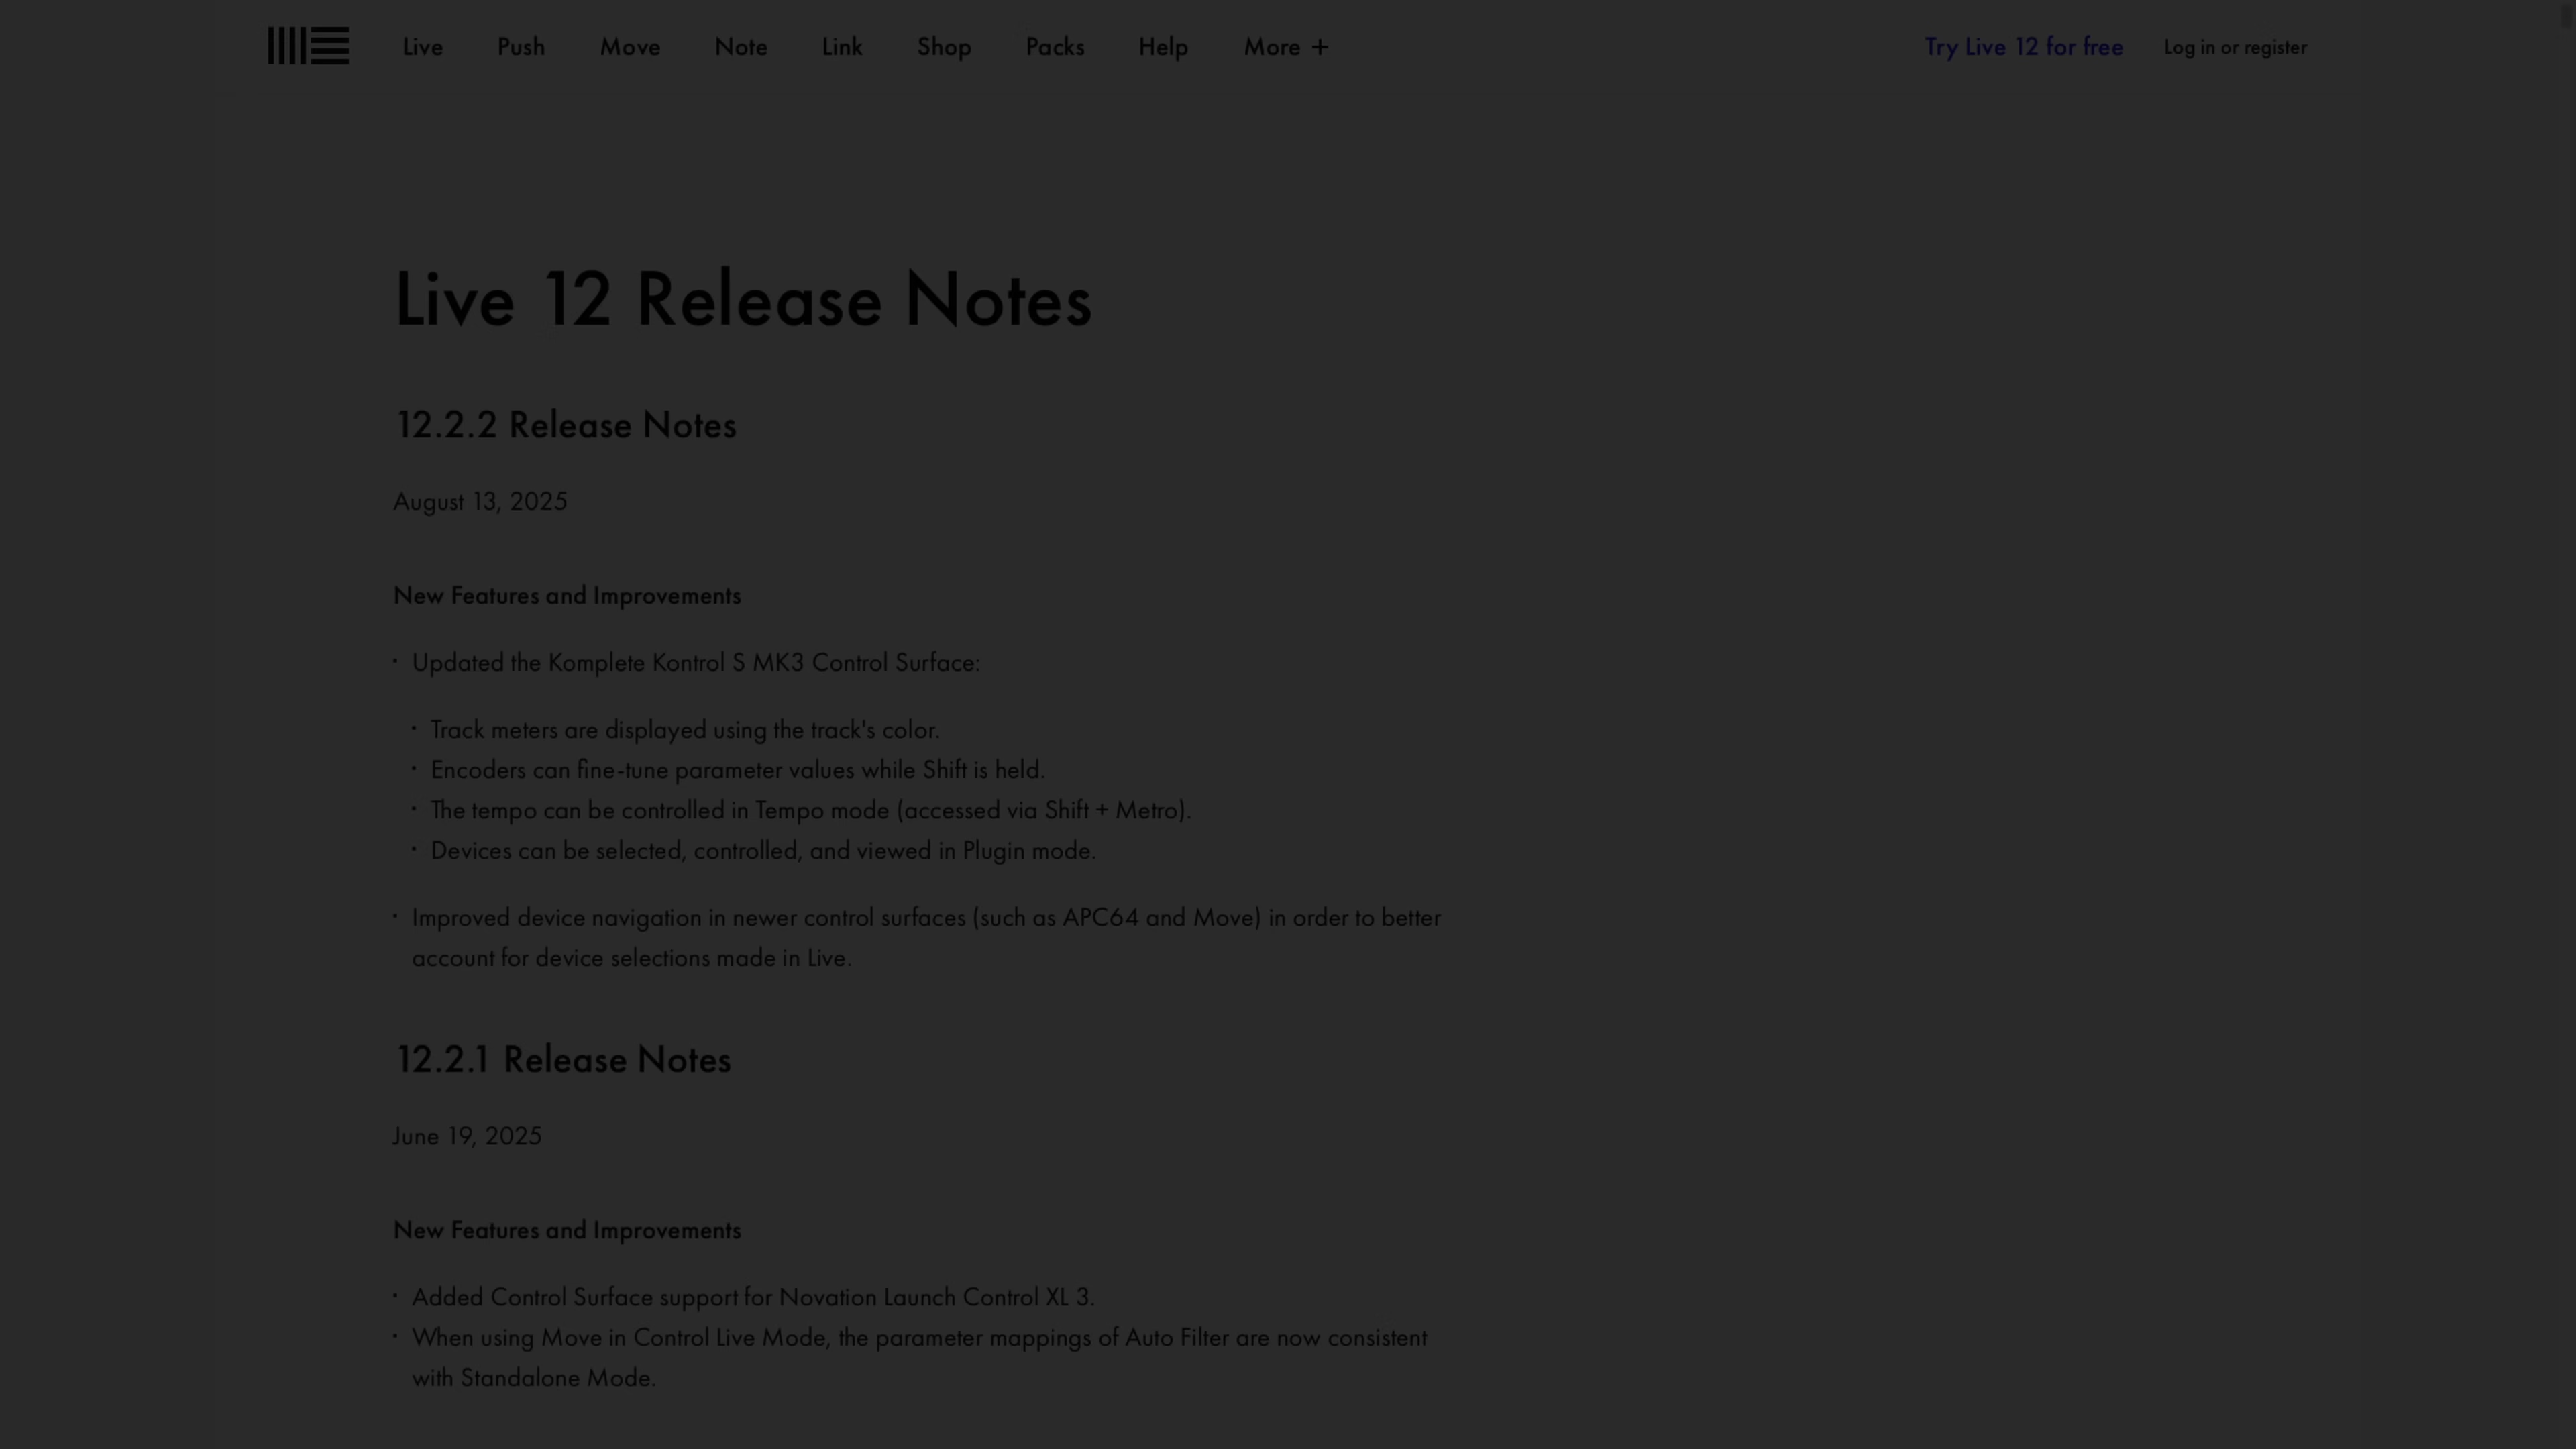 Live Push Move Note Link Shop Packs Help More + Try Live 12 for free Log in or register
Live 12 Release Notes
12.2.2 Release Notes
August 13, 2025
New Features and Improvements
· Updated the Komplete Kontrol S MK3 Control Surface:
· Track meters are displayed using the track's color.
· Encoders can fine-tune parameter values while Shift is held.
· The tempo can be controlled in Tempo mode (accessed via Shift + Metro).
· Devices can be selected, controlled, and viewed in Plugin mode.
· Improved device navigation in newer control surfaces (such as APC64 and Move) in order to better
account for device selections made in Live.
12.2.1 Release Notes
June 19, 2025
New Features and Improvements
· Added Control Surface support for Novation Launch Control XL 3.
· When using Move in Control Live Mode, the parameter mappings of Auto Filter are now consistent
with Standalone Mode.